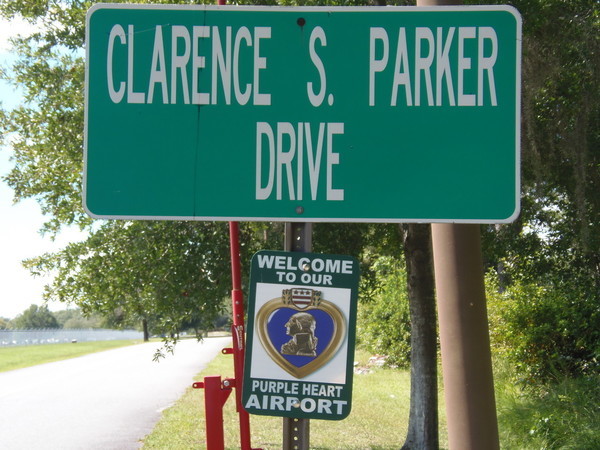 CLARENCE S. PARKER
DRIVE
WELCOME
TO OUR
PURPLE HEART
AIRPORT